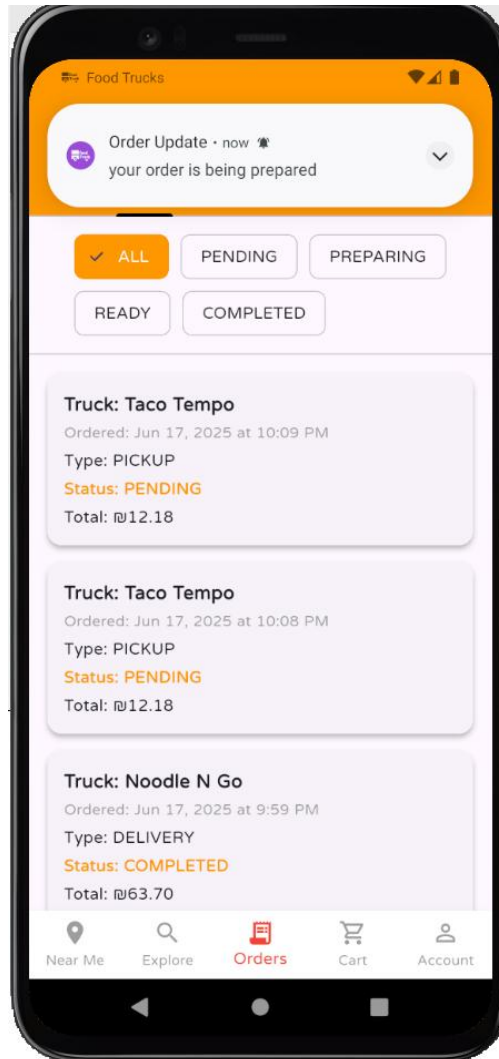 Food Trucks
Order Update · now
your order is being prepared
ALL
PENDING
PREPARING
READY
COMPLETED
Truck: Taco Tempo
Ordered: Jun 17, 2025 at 10:09 PM
Type: PICKUP
Status: PENDING
Total: ₪12.18
Truck: Taco Tempo
Ordered: Jun 17, 2025 at 10:08 PM
Type: PICKUP
Status: PENDING
Total: ₪12.18
Truck: Noodle N Go
Ordered: Jun 17, 2025 at 9:59 PM
Type: DELIVERY
Status: COMPLETED
Total: ₪63.70
Near Me
Explore
Orders
Cart
Account